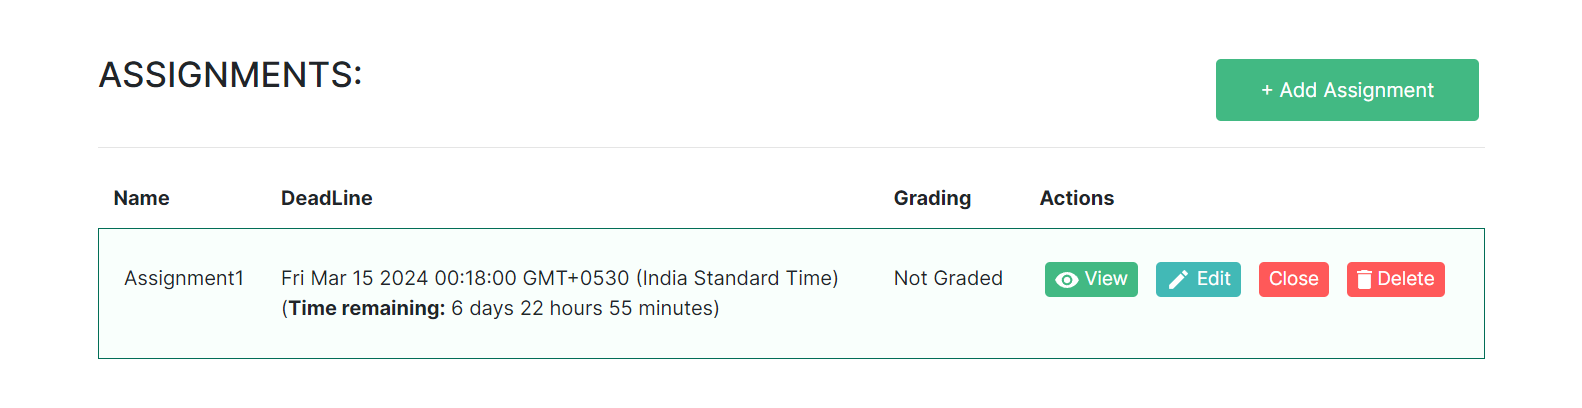 ASSIGNMENTS:
+ Add Assignment
Name DeadLine Grading Actions
Assignment1 Fri Mar 15 2024 00:18:00 GMT+0530 (India Standard Time) Not Graded View Edit Close Delete
(Time remaining: 6 days 22 hours 55 minutes)